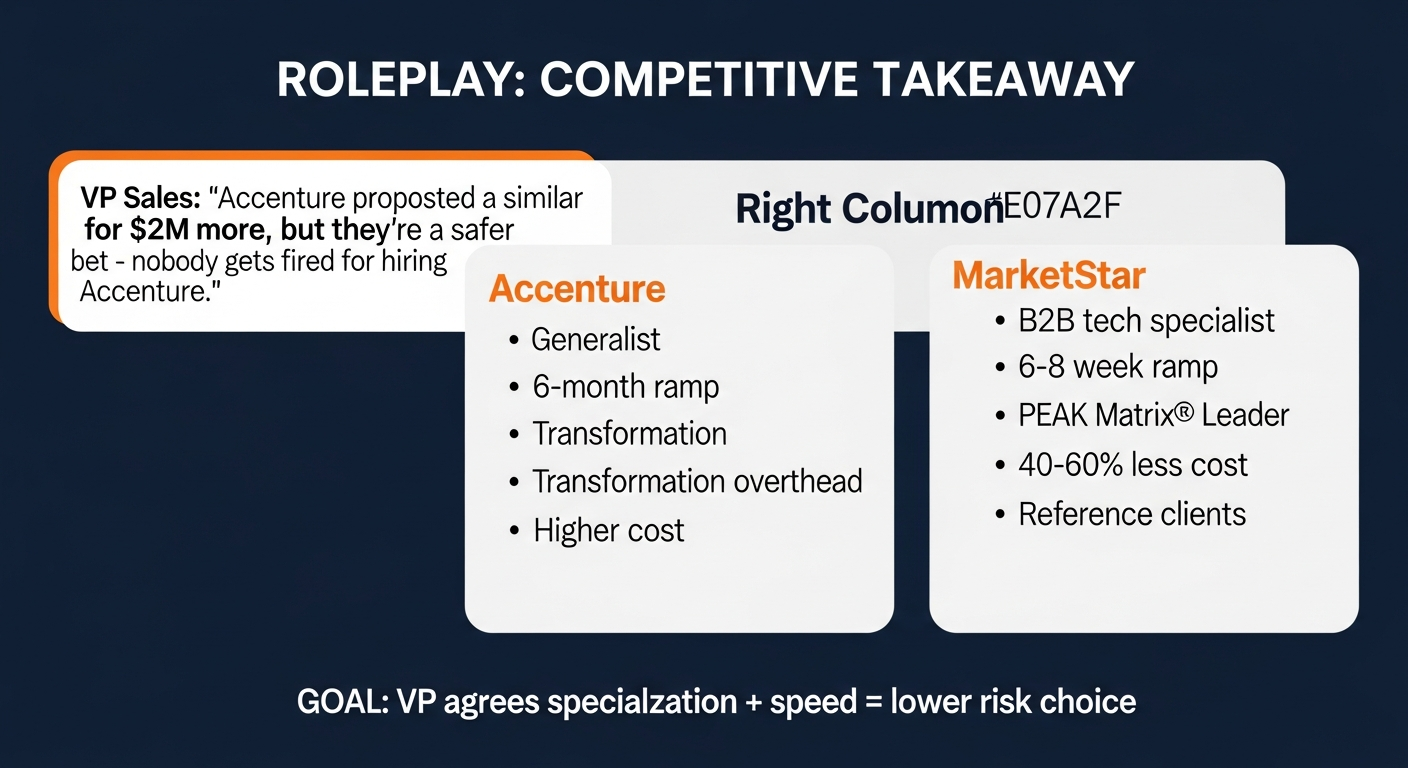 ROLEPLAY: COMPETITIVE TAKEAWAY
VP Sales: "Accenture proposted a similar
for $2M more, but they're a safer
bet - nobody gets fired for hiring
Accenture."
Right Columon "E07A2F
Accenture
• Generalist
• 6-month ramp
• Transformation
• Transformation overthead
• Higher cost
MarketStar
• B2B tech specialist
• 6-8 week ramp
• PEAK Matrix® Leader
• 40-60% less cost
• Reference clients
GOAL: VP agrees specialzation + speed = lower risk choice